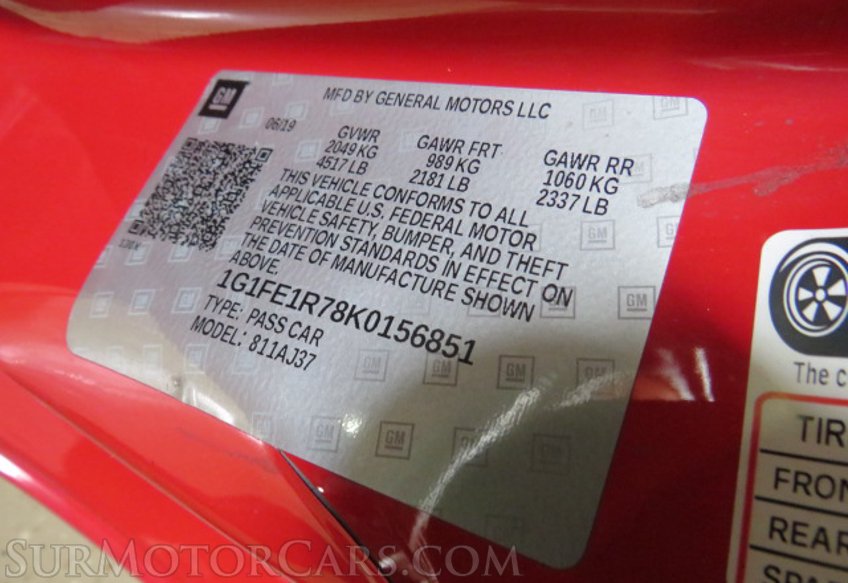 GM
MFD BY GENERAL MOTORS LLC
06/19
GVWR
2049 KG
4517 LB
GAWR FRT
989 KG
2181 LB
GAWR RR
1060 KG
2337 LB
THIS VEHICLE CONFORMS TO ALL
APPLICABLE U.S. FEDERAL MOTOR
VEHICLE SAFETY, BUMPER, AND THEFT
PREVENTION STANDARDS IN EFFECT ON
THE DATE OF MANUFACTURE SHOWN
ABOVE.
1G1FE1R78K0156851
TYPE: PASS CAR
MODEL: 811AJ37
The c
TIR
FRON
REAR
SPAR
SURMOTORCARS.COM